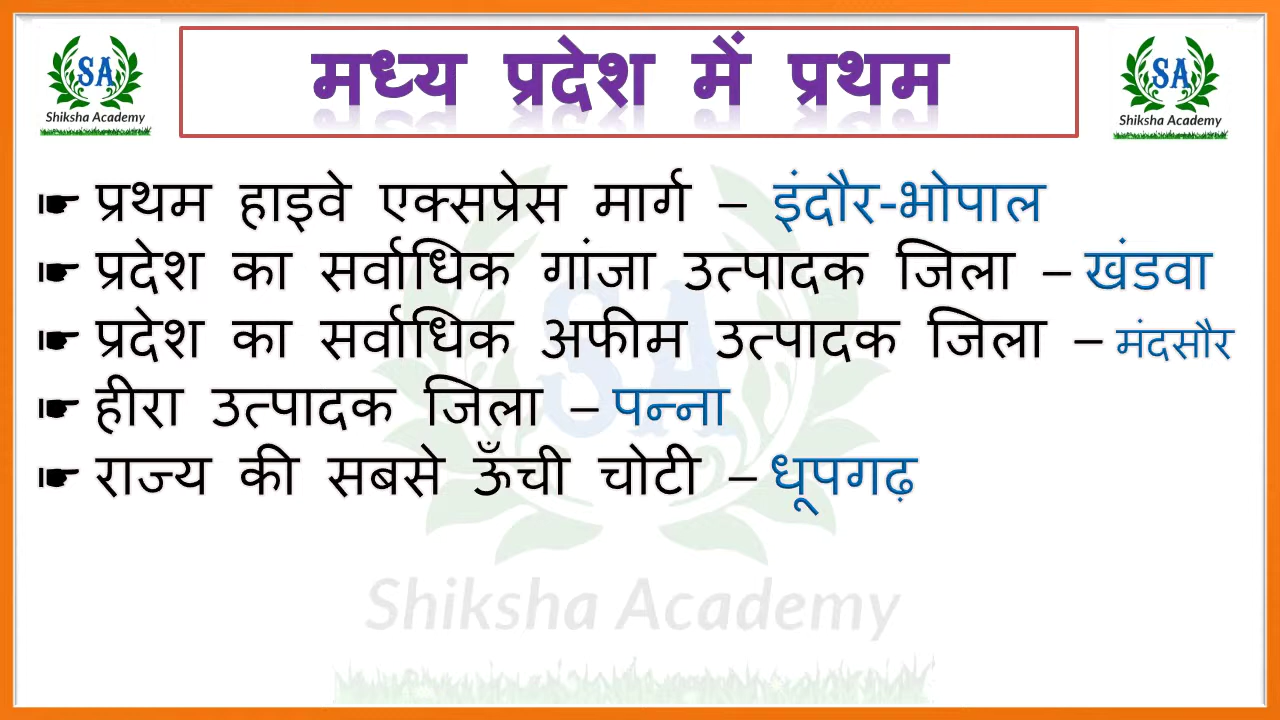 SA
Shiksha Academy
मध्य प्रदेश में प्रथम
SA
Shiksha Academy
☛ प्रथम हाइवे एक्सप्रेस मार्ग – इंदौर-भोपाल
☛ प्रदेश का सर्वाधिक गांजा उत्पादक जिला – खंडवा
☛ प्रदेश का सर्वाधिक अफीम उत्पादक जिला – मंदसौर
☛ हीरा उत्पादक जिला – पन्ना
☛ राज्य की सबसे ऊँची चोटी – धूपगढ़
SA
Shiksha Academy